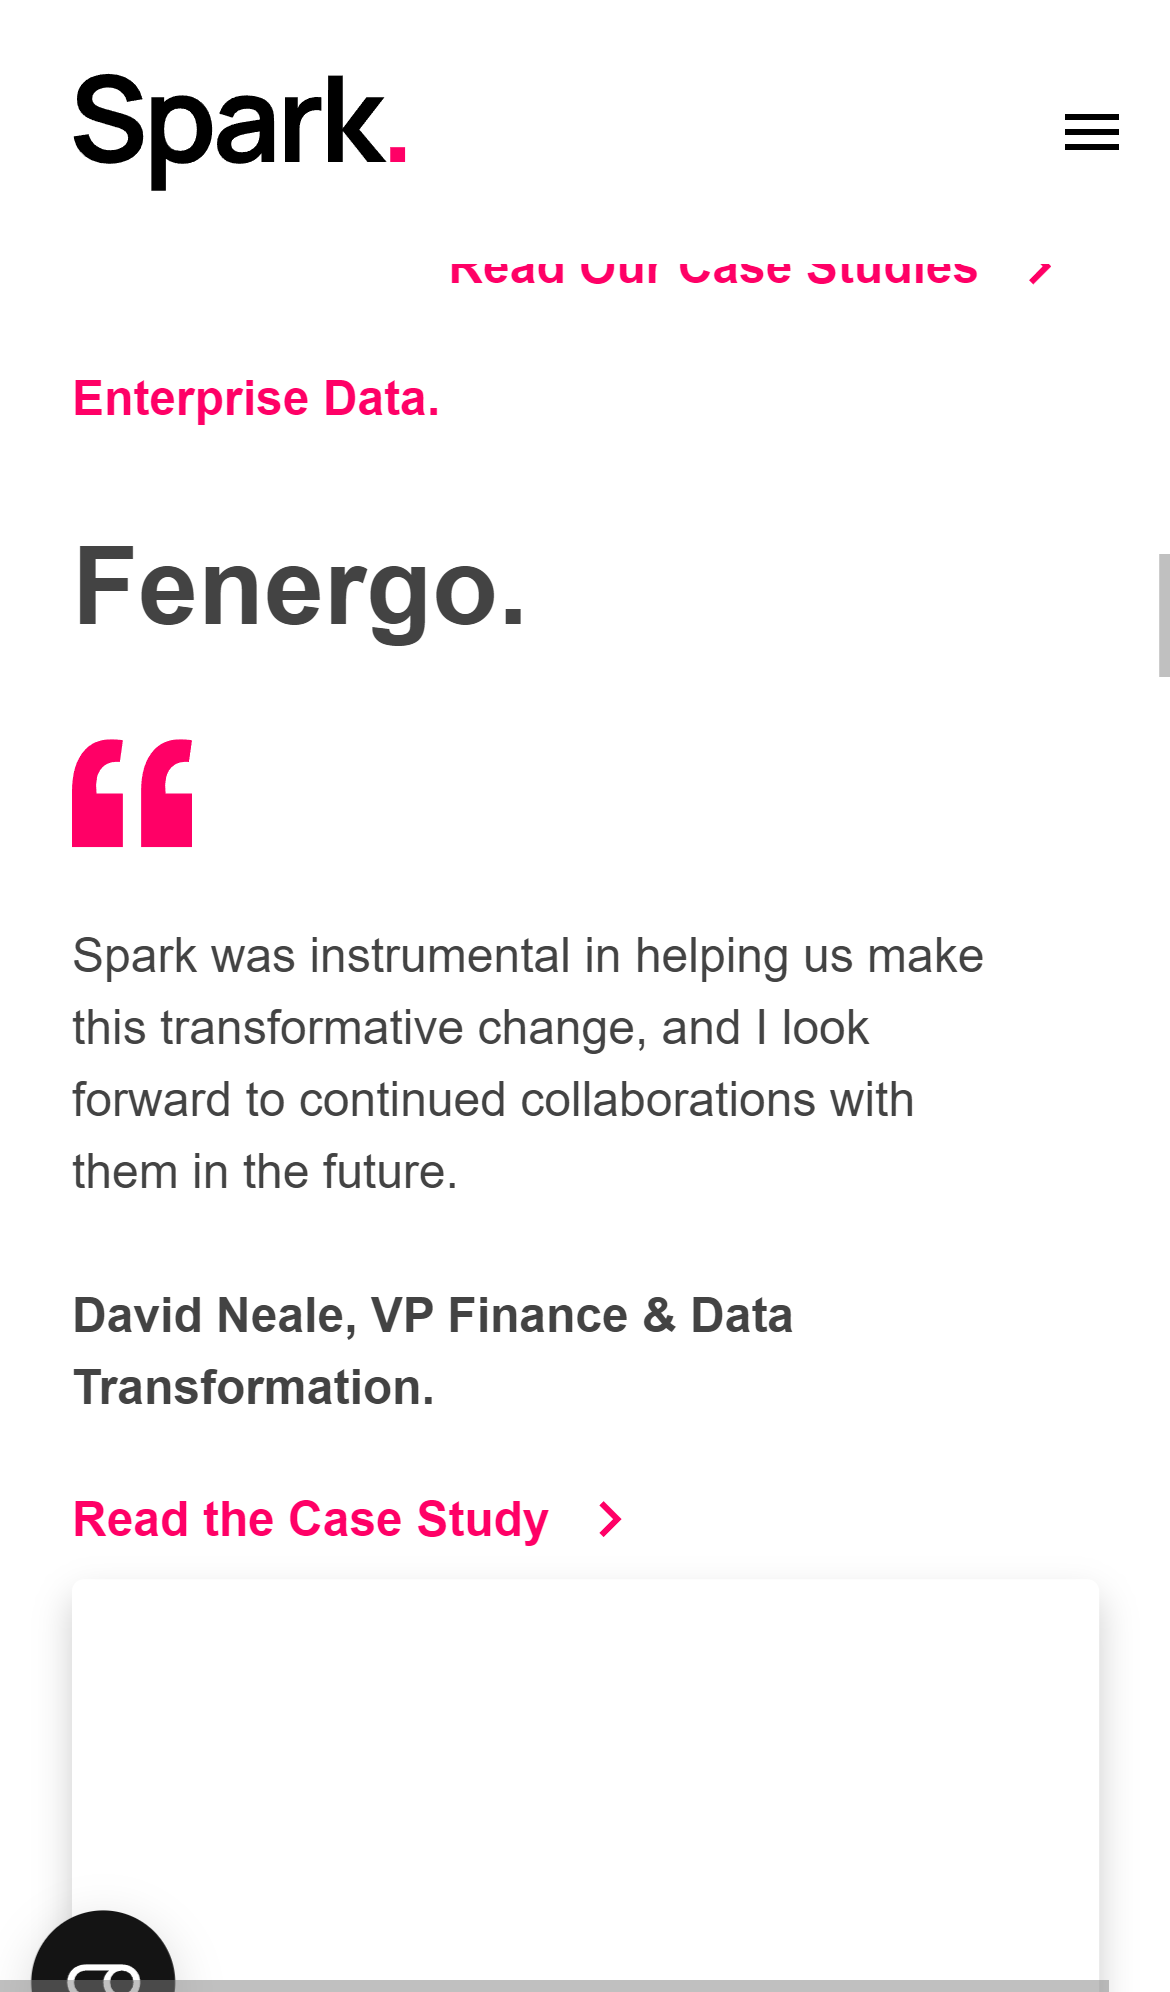 Spark.
Read Our Case Studies
Enterprise Data.
Fenergo.
“
Spark was instrumental in helping us make
this transformative change, and I look
forward to continued collaborations with
them in the future.
David Neale, VP Finance & Data
Transformation.
Read the Case Study